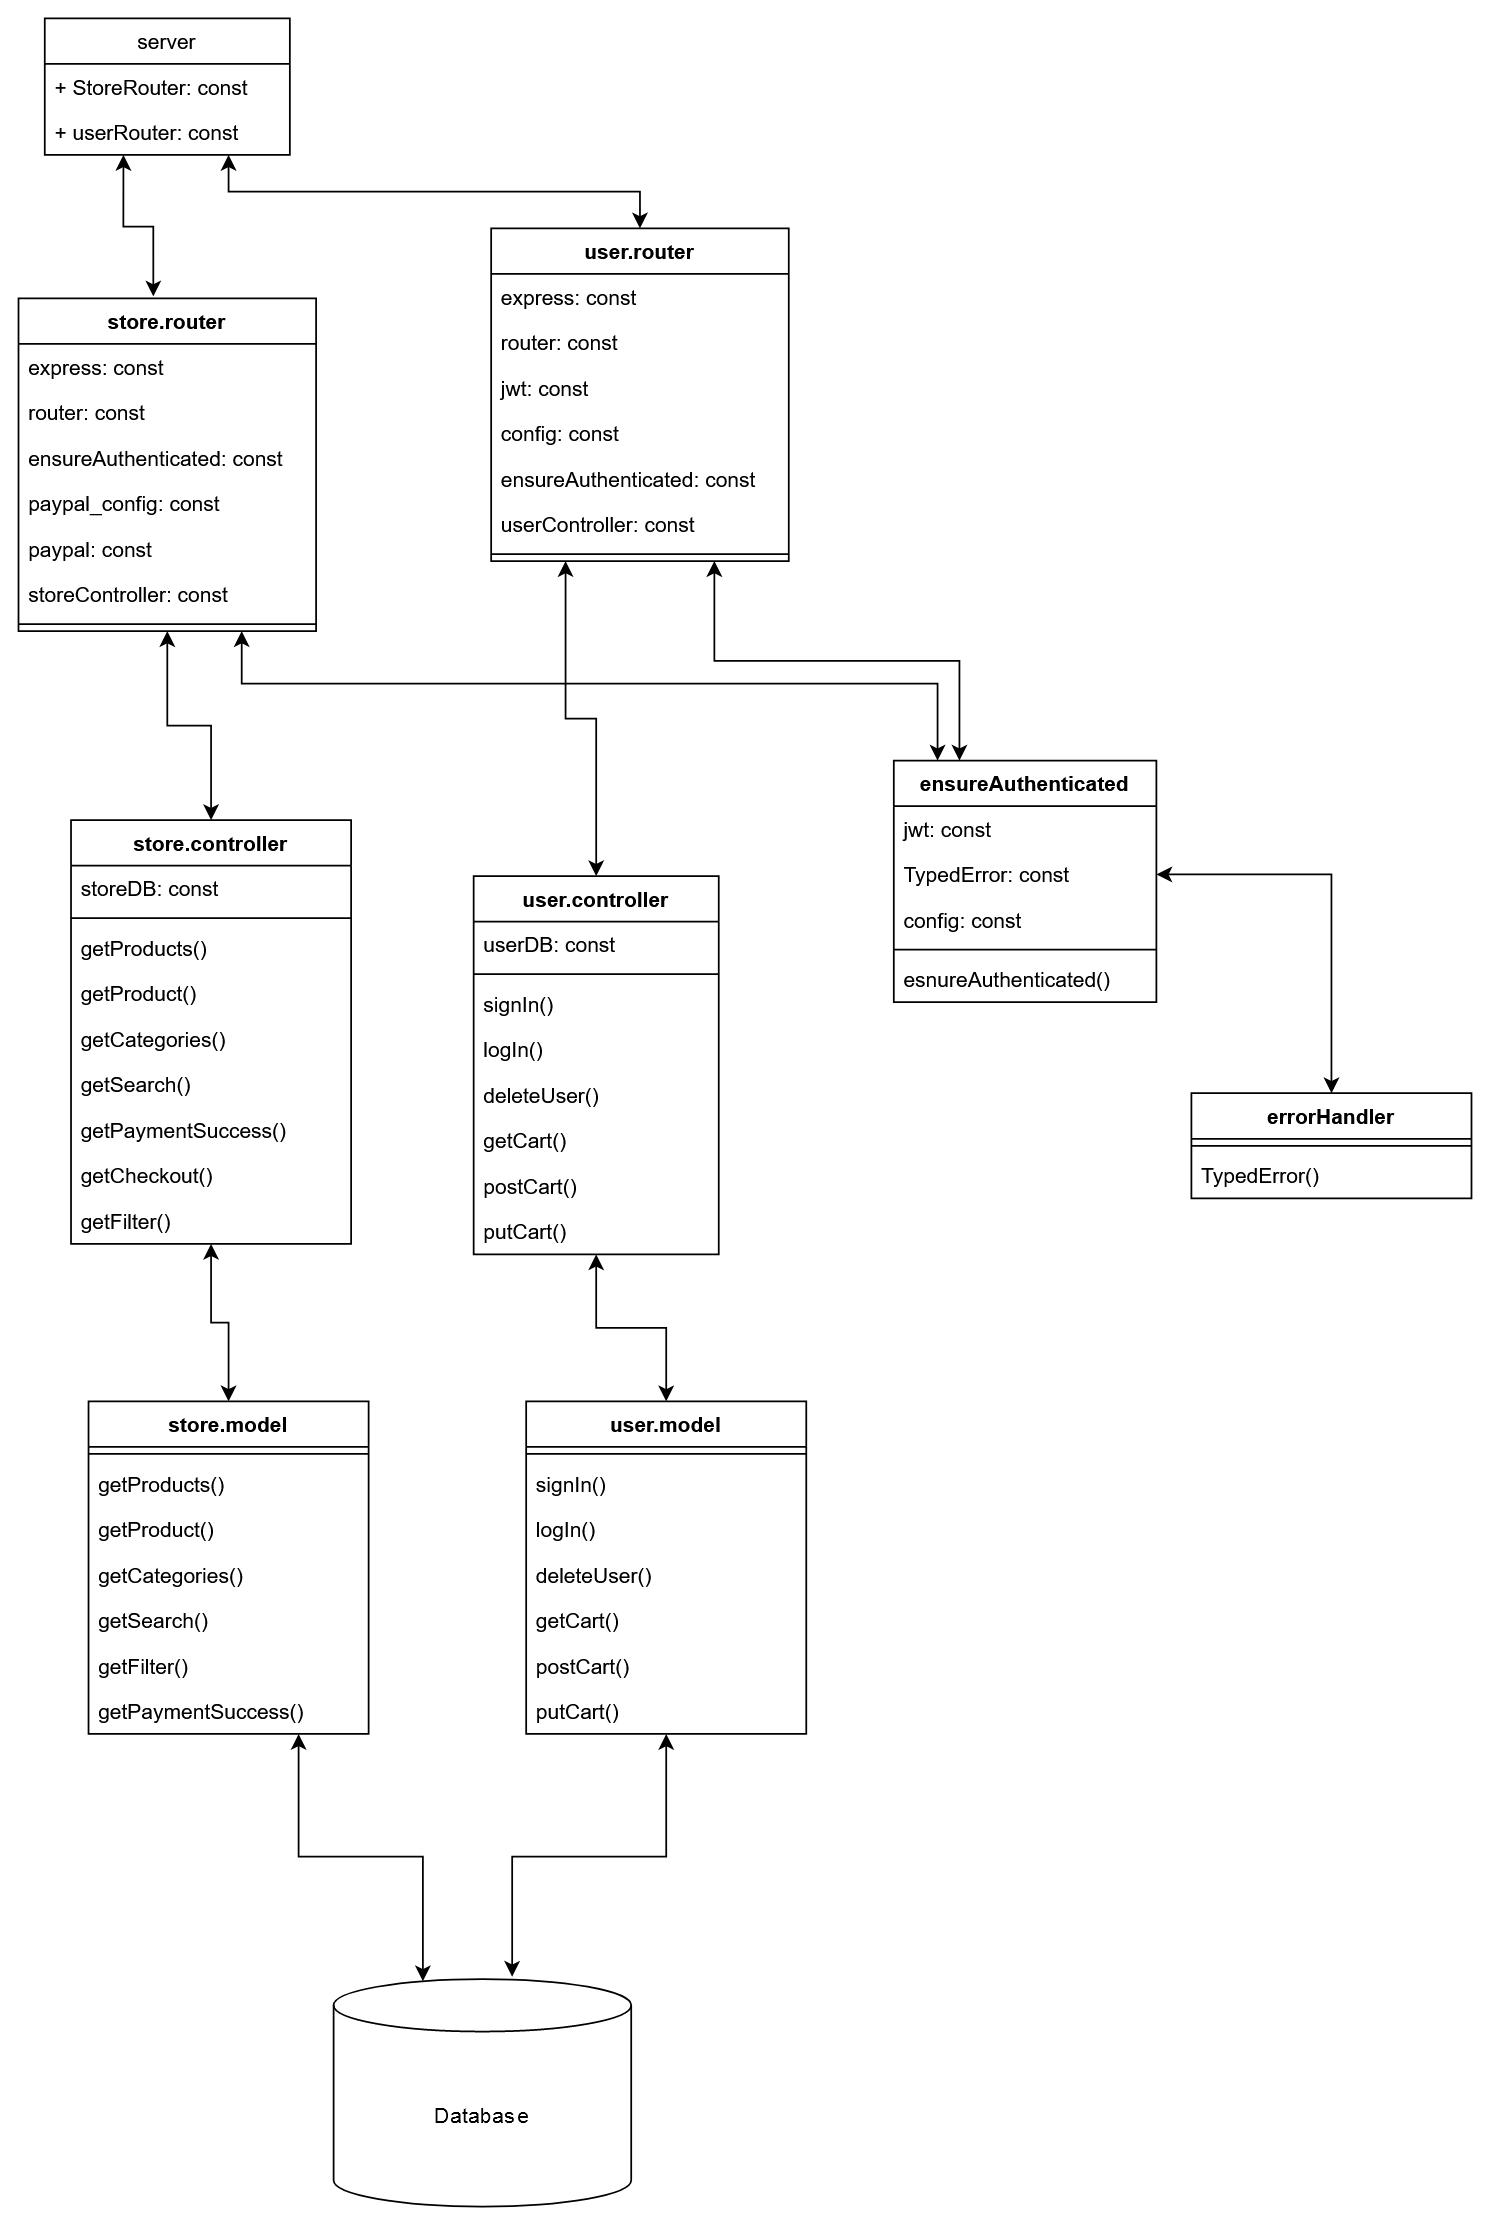 server
+ StoreRouter: const
+ userRouter: const
user.router
express: const
router: const
jwt: const
config: const
ensureAuthenticated: const
userController: const
store.router
express: const
router: const
ensureAuthenticated: const
paypal_config: const
paypal: const
storeController: const
ensureAuthenticated
jwt: const
TypedError: const
config: const
esnureAuthenticated()
store.controller
storeDB: const
getProducts()
getProduct()
getCategories()
getSearch()
getPaymentSuccess()
getCheckout()
getFilter()
user.controller
userDB: const
signIn()
logIn()
deleteUser()
getCart()
postCart()
putCart()
errorHandler
TypedError()
store.model
getProducts()
getProduct()
getCategories()
getSearch()
getFilter()
getPaymentSuccess()
user.model
signIn()
logIn()
deleteUser()
getCart()
postCart()
putCart()
Database